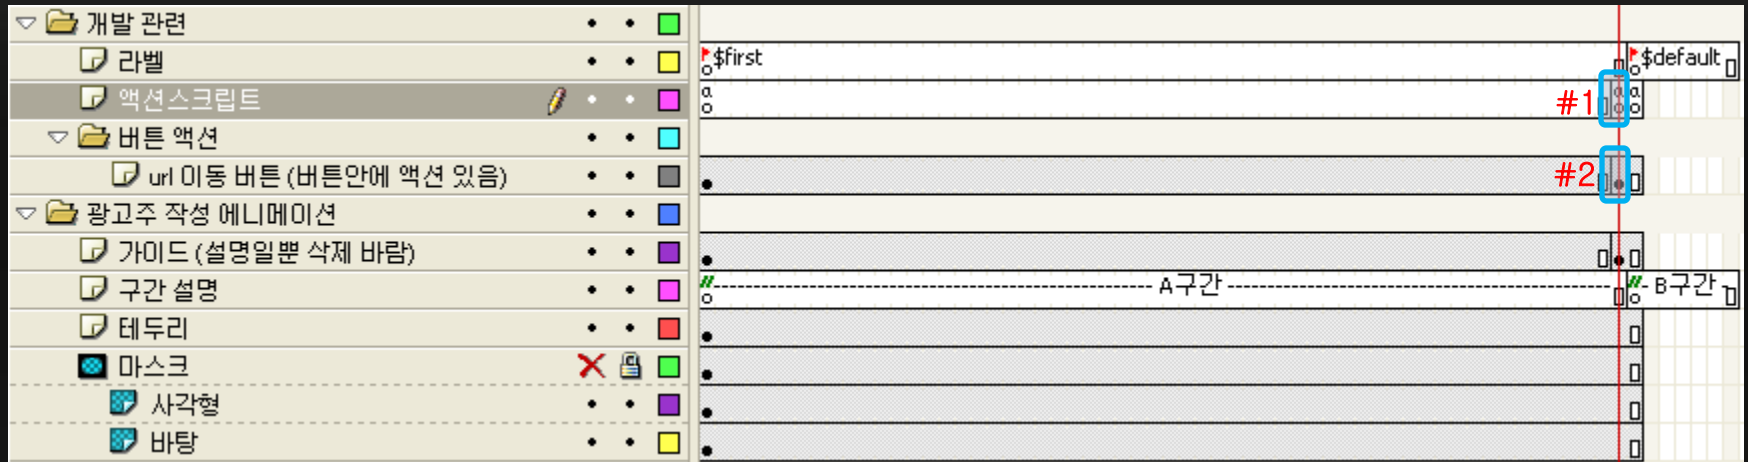 개발 관련
라벨
$first
$default
액션스크립트
a
#1
a
a
버튼 액션
url 이동 버튼 (버튼안에 액션 있음)
#2
광고주 작성 에니메이션
가이드 (설명일뿐 삭제 바람)
구간 설명
// A구간
// B구간
테두리
마스크
사각형
바탕